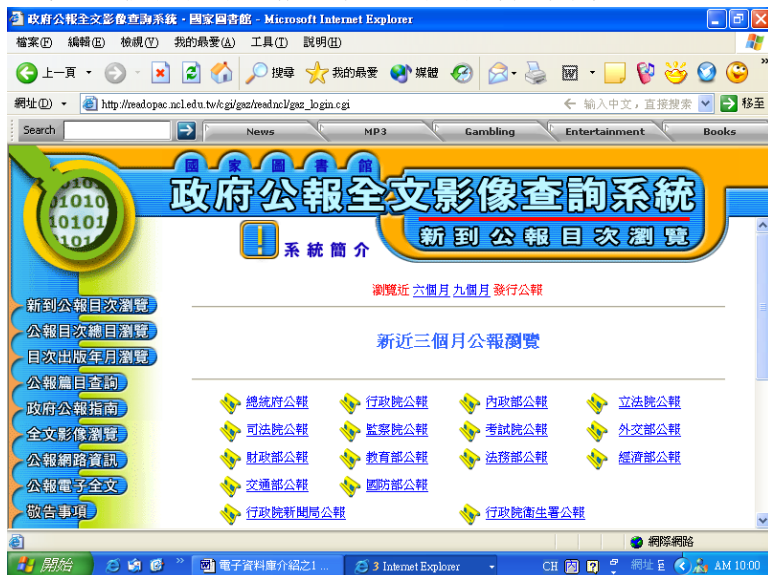 政府公報全文影像查詢系統 - 國家圖書館 - Microsoft Internet Explorer
檔案(F) 編輯(E) 檢視(V) 我的最愛(A) 工具(T) 說明(H)
上一頁 搜尋 我的最愛 媒體
網址(D) http://readopac.ncl.edu.tw/cgi/gaz/readncl/gaz_login.cgi 輸入中文，直接搜索 移至
Search News MP3 Gambling Entertainment Books
國家圖書館
政府公報全文影像查詢系統
新到公報目次瀏覽
系統簡介
瀏覽近 六個月 九個月 發行公報
新近三個月公報瀏覽
新到公報目次瀏覽
公報目次總目瀏覽
目次出版年月瀏覽
公報篇目查詢
政府公報指南
全文影像瀏覽
公報網路資訊
公報電子全文
敬告事項
總統府公報 行政院公報 內政部公報 立法院公報
司法院公報 監察院公報 考試院公報 外交部公報
財政部公報 教育部公報 法務部公報 經濟部公報
交通部公報 國防部公報
行政院新聞局公報 行政院衛生署公報
網際網路
開始 電子資料庫介紹之1 ... 3 Internet Explorer CH 網址 AM 10:00